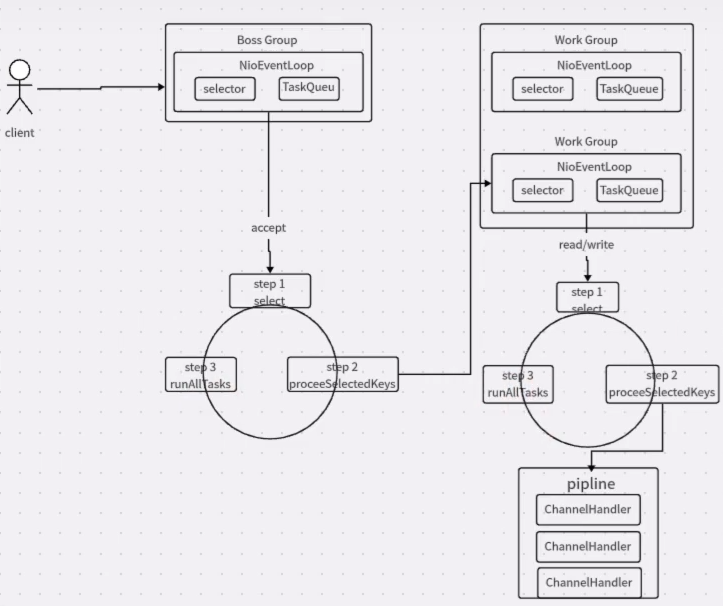 client
Boss Group
NioEventLoop
selector
TaskQueu
accept
step 1
select
step 2
proceeSelectedKeys
step 3
runAllTasks
Work Group
NioEventLoop
selector
TaskQueue
Work Group
NioEventLoop
selector
TaskQueue
read/write
step 1
select
step 2
proceeSelectedKeys
step 3
runAllTasks
pipline
ChannelHandler
ChannelHandler
ChannelHandler